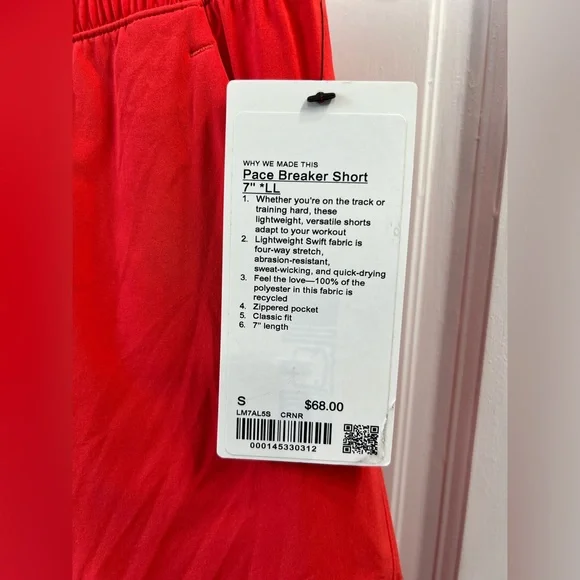 WHY WE MADE THIS
Pace Breaker Short
7" *LL
1. Whether you're on the track or
training hard, these
lightweight, versatile shorts
adapt to your workout
2. Lightweight Swift fabric is
four-way stretch,
abrasion-resistant,
sweat-wicking, and quick-drying
3. Feel the love—100% of the
polyester in this fabric is
recycled
4. Zippered pocket
5. Classic fit
6. 7" length
S $68.00
LM7AL5S CRNR
000145330312